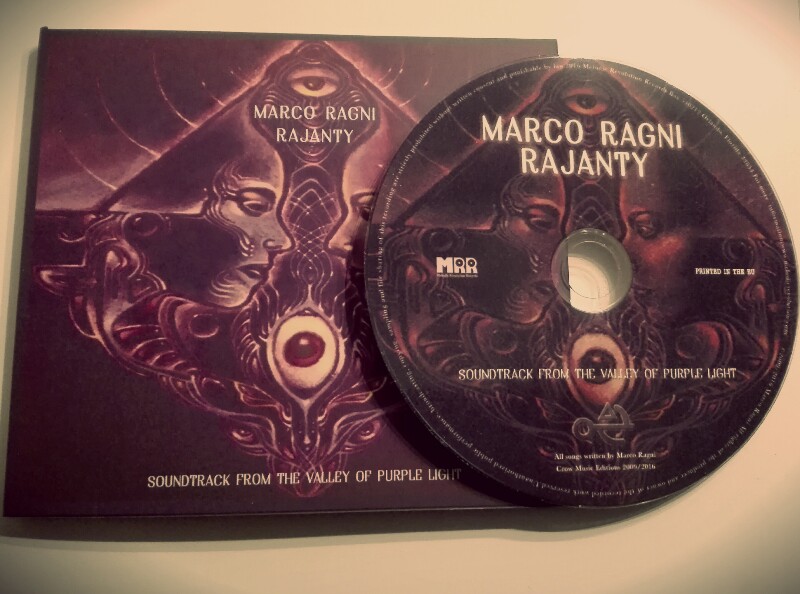 MARCO RAGNI
RAJANTY
SOUNDTRACK FROM THE VALLEY OF PURPLE LIGHT
MARCO RAGNI
RAJANTY
MRR
PRINTED IN THE EU
SOUNDTRACK FROM THE VALLEY OF PURPLE LIGHT
All songs written by Marco Ragni
Crow Music Editions 2009/2016